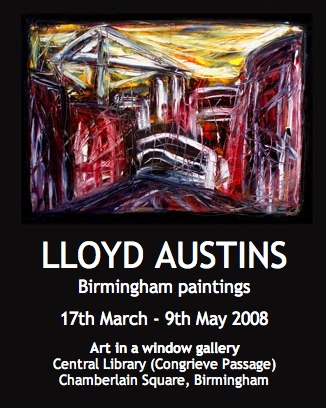 LLOYD AUSTINS
Birmingham paintings
17th March - 9th May 2008
Art in a window gallery
Central Library (Congrieve Passage)
Chamberlain Square, Birmingham